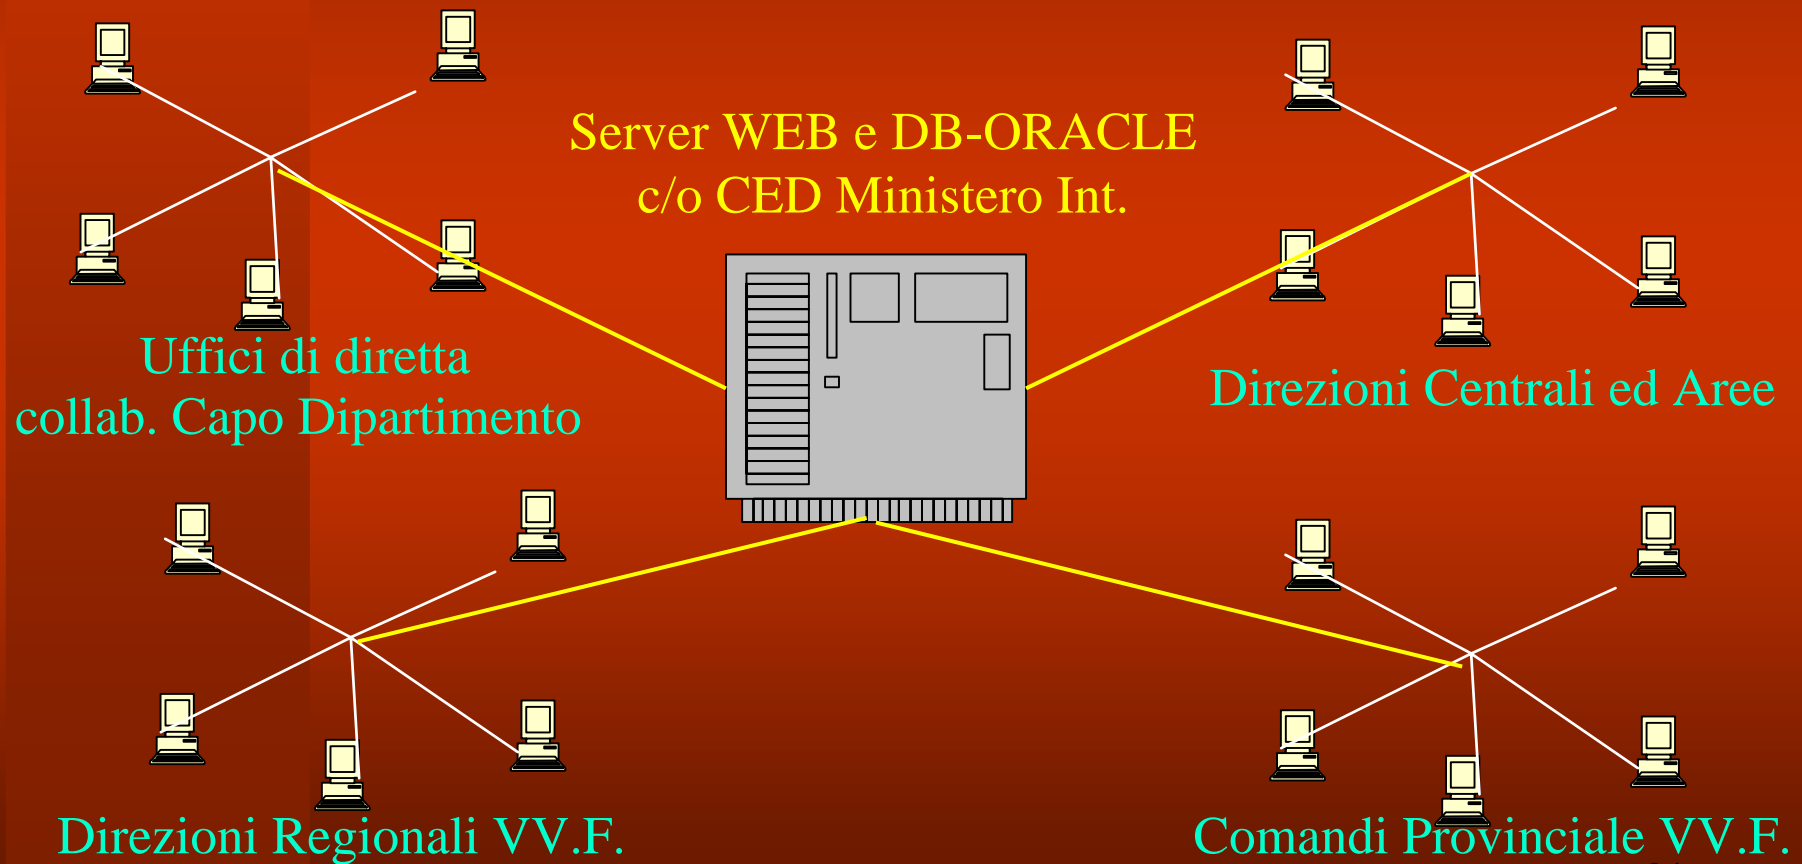 Server WEB e DB-ORACLE
c/o CED Ministero Int.
Uffici di diretta
collab. Capo Dipartimento
Direzioni Centrali ed Aree
Direzioni Regionali VV.F.
Comandi Provinciale VV.F.